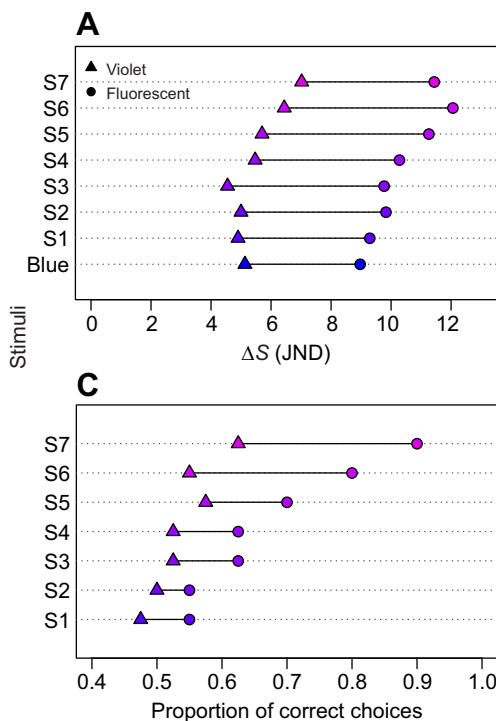 A
Violet
Fluorescent
S7
S6
S5
S4
S3
S2
S1
Blue
0 2 4 6 8 10 12
ΔS (JND)
Stimuli
C
S7
S6
S5
S4
S3
S2
S1
0.4 0.5 0.6 0.7 0.8 0.9 1.0
Proportion of correct choices